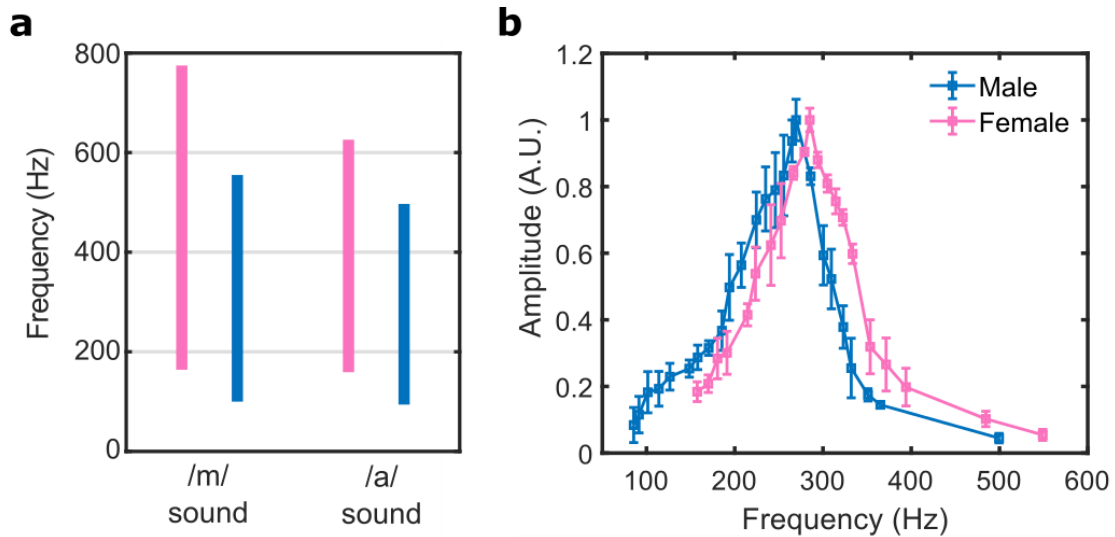 a
800
600
400
200
0
Frequency (Hz)
/m/
sound
/a/
sound
b
1.2
1
0.8
0.6
0.4
0.2
0
Amplitude (A.U.)
Male
Female
100 200 300 400 500 600
Frequency (Hz)